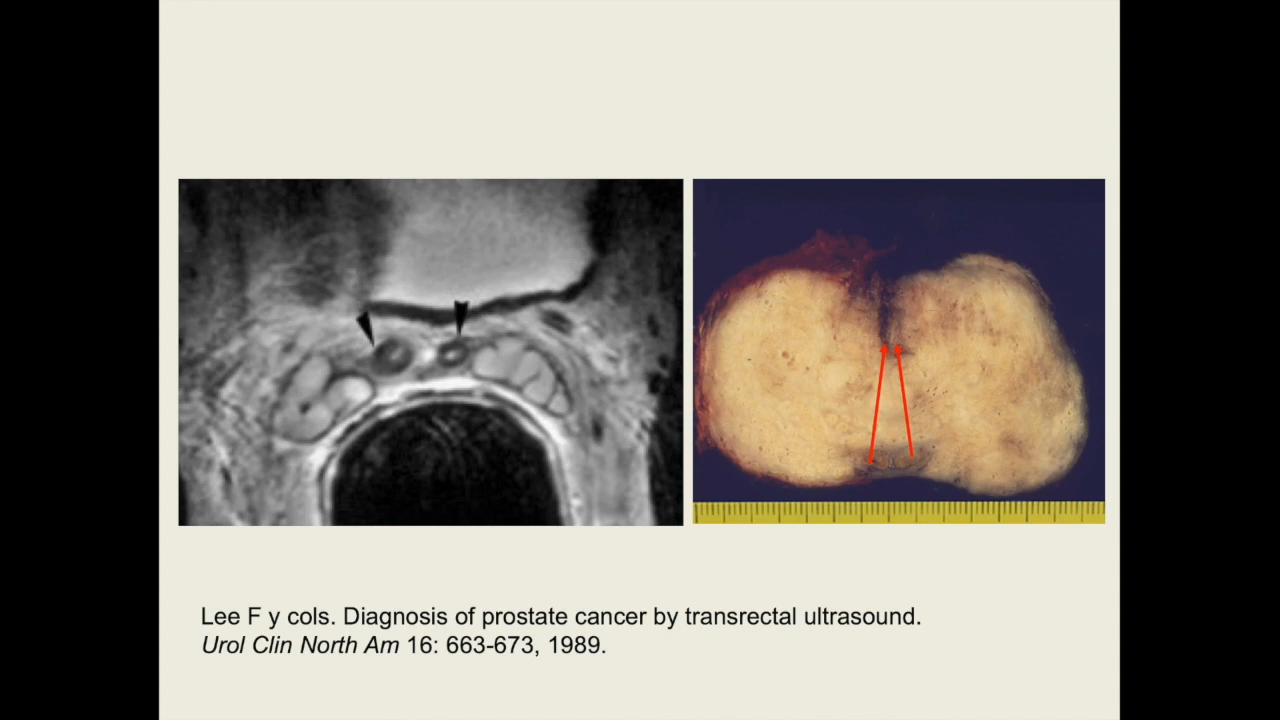 Lee F y cols. Diagnosis of prostate cancer by transrectal ultrasound.
Urol Clin North Am 16: 663-673, 1989.